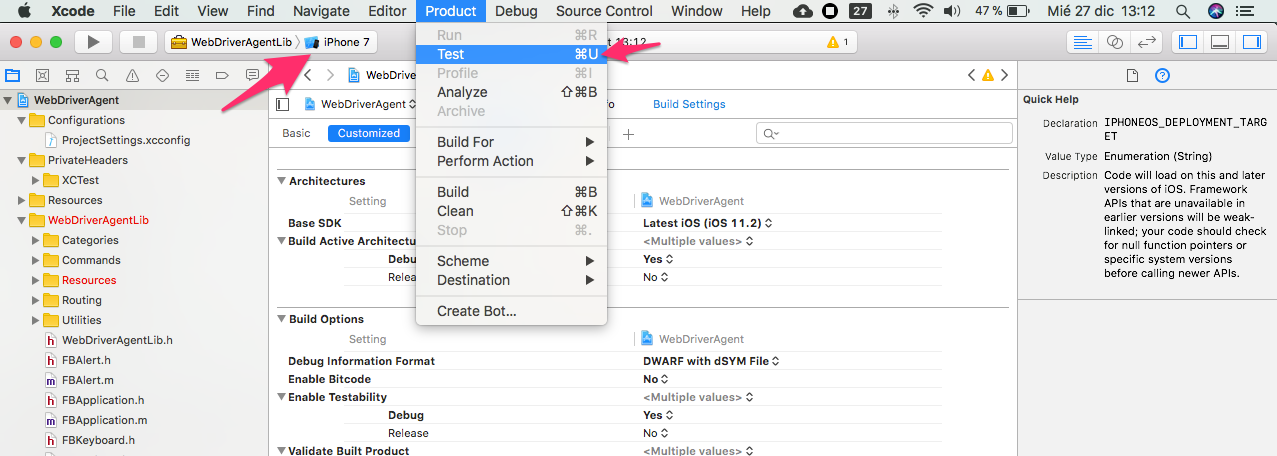 Xcode File Edit View Find Navigate Editor Product Debug Source Control Window Help 27 47 % Mié 27 dic 13:12
WebDriverAgentLib iPhone 7 13:12 1
Run ⌘R
Test ⌘U
Profile ⌘I
Analyze ⇧⌘B
Archive
Build For
Perform Action
Build ⌘B
Clean ⇧⌘K
Stop ⌘.
Scheme
Destination
Create Bot...
WebDriverAgent
Configurations
ProjectSettings.xcconfig
PrivateHeaders
XCTest
Resources
WebDriverAgentLib
Categories
Commands
Resources
Routing
Utilities
WebDriverAgentLib.h
FBAlert.h
FBAlert.m
FBApplication.h
FBApplication.m
FBKeyboard.h
WebDriverAgent Build Settings
Basic Customized
Architectures
Setting WebDriverAgent
Base SDK Latest iOS (iOS 11.2)
Build Active Architectu <Multiple values>
Debu Yes
Releas No
Build Options
Setting WebDriverAgent
Debug Information Format DWARF with dSYM File
Enable Bitcode No
Enable Testability <Multiple values>
Debug Yes
Release No
Validate Built Product <Multiple values>
Quick Help
Declaration IPHONEOS_DEPLOYMENT_TAR
GET
Value Type Enumeration (String)
Description Code will load on this and later
versions of iOS. Framework
APIs that are unavailable in
earlier versions will be weak-
linked; your code should check
for null function pointers or
specific system versions
before calling newer APIs.